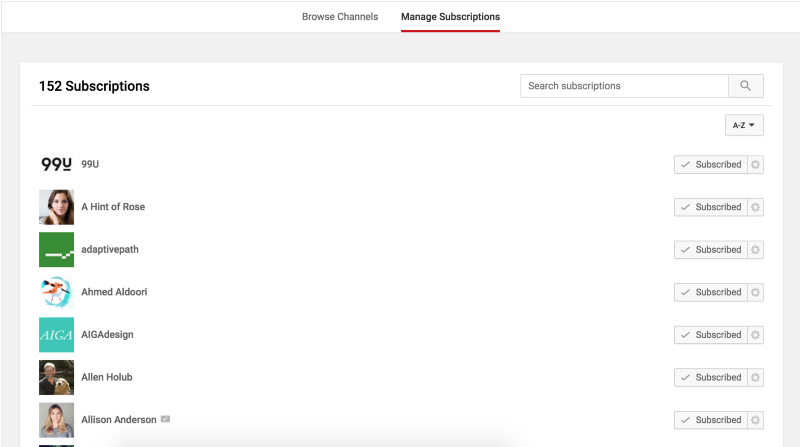 Browse Channels Manage Subscriptions
152 Subscriptions Search subscriptions
A-Z
99U 99U Subscribed
A Hint of Rose Subscribed
adaptivepath Subscribed
Ahmed Aldoori Subscribed
AIGA AIGAdesign Subscribed
Allen Holub Subscribed
Allison Anderson Subscribed